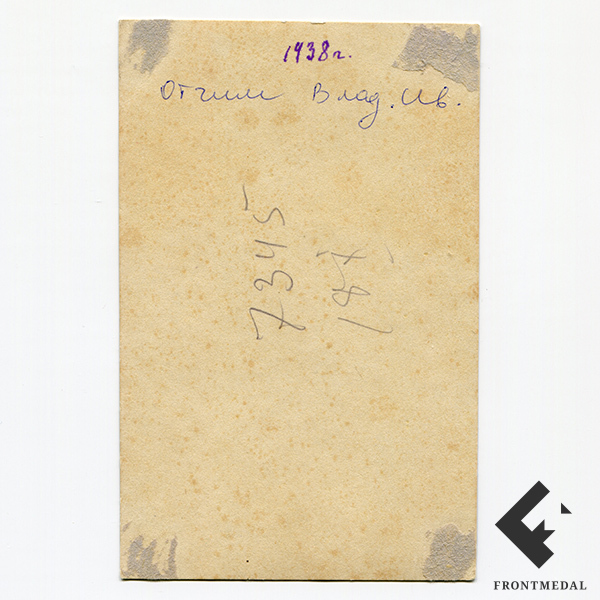 1938г.
Отчим Влад. Ив.
7345
187
FRONTMEDAL